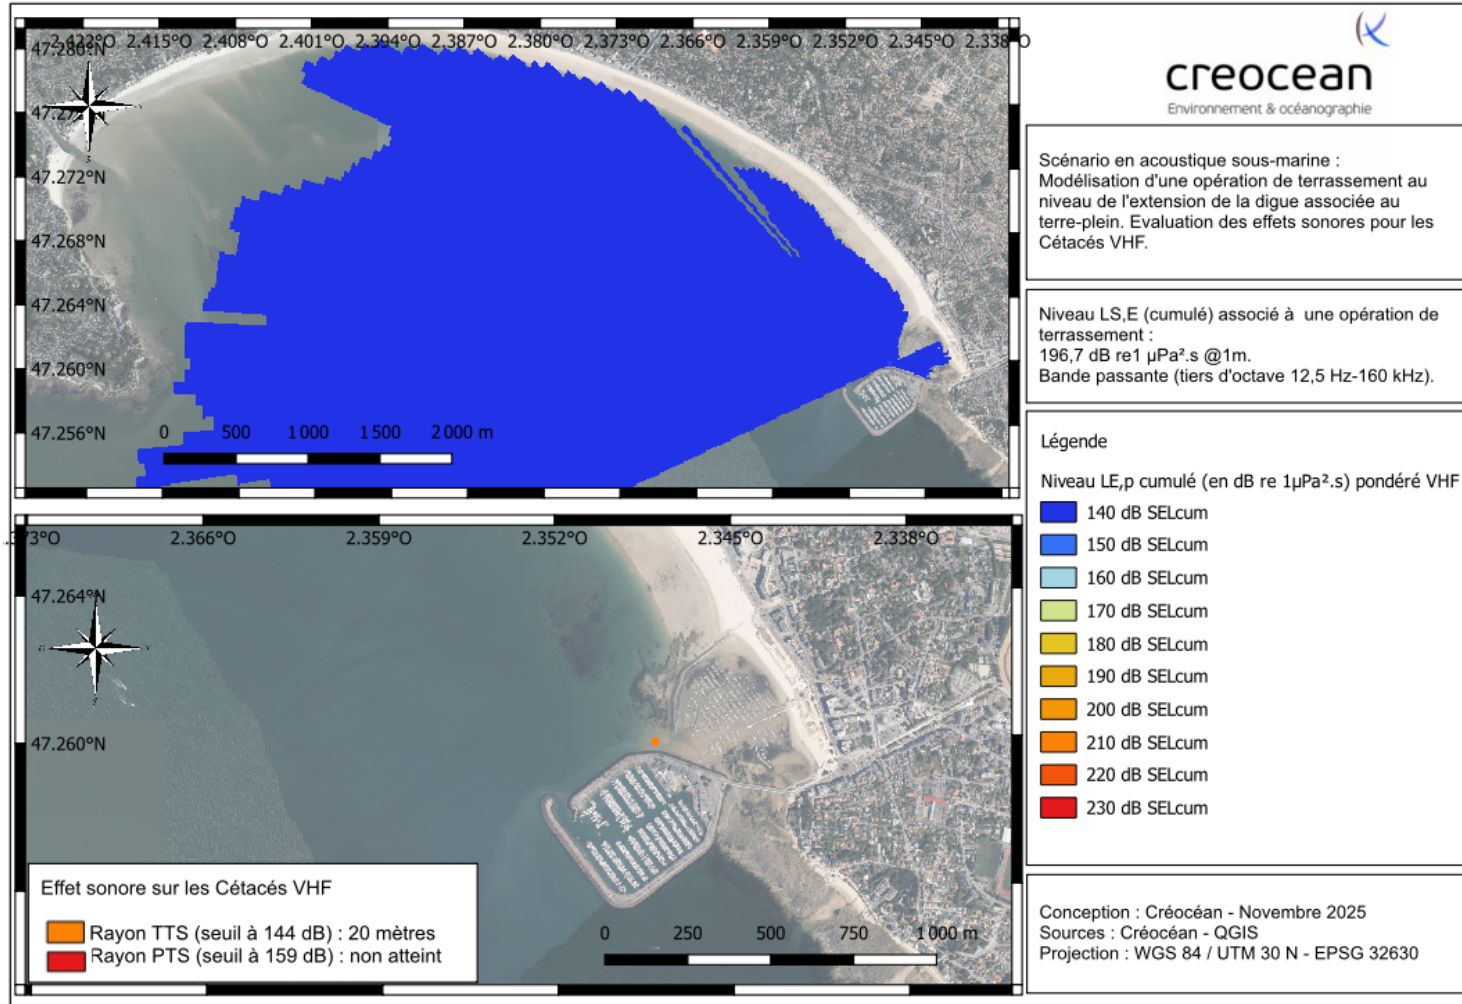 2.422°O 2.415°O 2.408°O 2.401°O 2.394°O 2.387°O 2.380°O 2.373°O 2.366°O 2.359°O 2.352°O 2.345°O 2.338°O
47.280°N
47.272°N
47.268°N
47.264°N
47.260°N
47.256°N
0 500 1 000 1 500 2 000 m
creocean
Environnement & océanographie
Scénario en acoustique sous-marine :
Modélisation d'une opération de terrassement au
niveau de l'extension de la digue associée au
terre-plein. Evaluation des effets sonores pour les
Cétacés VHF.
Niveau LS,E (cumulé) associé à une opération de
terrassement :
196,7 dB re1 µPa².s @1m.
Bande passante (tiers d'octave 12,5 Hz-160 kHz).
Légende
Niveau LE,p cumulé (en dB re 1µPa².s) pondéré VHF
140 dB SELcum
150 dB SELcum
160 dB SELcum
170 dB SELcum
180 dB SELcum
190 dB SELcum
200 dB SELcum
210 dB SELcum
220 dB SELcum
230 dB SELcum
2.366°O 2.359°O 2.352°O 2.345°O 2.338°O
47.264°N
47.260°N
Effet sonore sur les Cétacés VHF
Rayon TTS (seuil à 144 dB) : 20 mètres
Rayon PTS (seuil à 159 dB) : non atteint
0 250 500 750 1 000 m
Conception : Créocéan - Novembre 2025
Sources : Créocéan - QGIS
Projection : WGS 84 / UTM 30 N - EPSG 32630